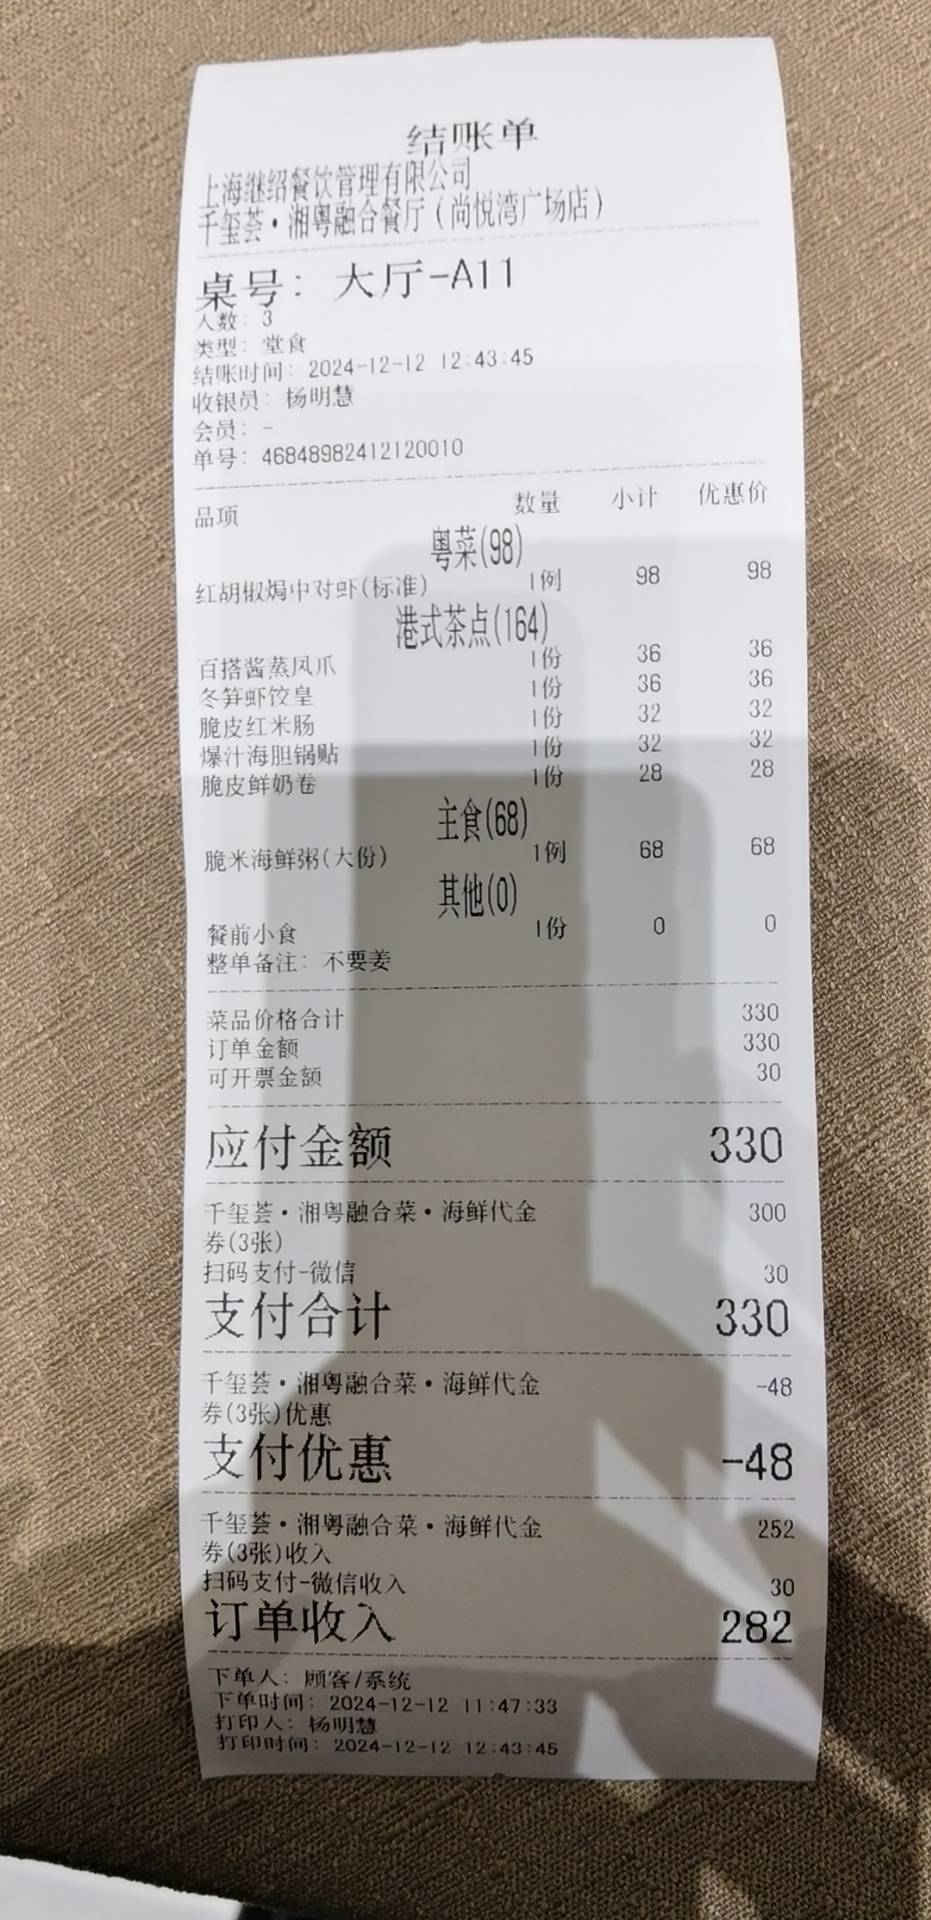 结账单
上海继绍餐饮管理有限公司
千玺荟·湘粤融合餐厅(尚悦湾广场店)
桌号: 大厅-A11
人数: 3
类型: 堂食
结账时间: 2024-12-12 12:43:45
收银员: 杨明慧
会员: -
单号: 46848982412120010
品项 数量 小计 优惠价
粤菜(98)
红胡椒焗中对虾(标准) 1例 98 98
港式茶点(164)
百搭酱蒸凤爪 1份 36 36
冬笋虾饺皇 1份 36 36
脆皮红米肠 1份 32 32
爆汁海胆锅贴 1份 32 32
脆皮鲜奶卷 1份 28 28
主食(68)
脆米海鲜粥(大份) 1例 68 68
其他(0)
餐前小食 1份 0 0
整单备注: 不要姜
菜品价格合计 330
订单金额 330
可开票金额 30
应付金额 330
千玺荟·湘粤融合菜·海鲜代金 300
券(3张)
扫码支付-微信 30
支付合计 330
千玺荟·湘粤融合菜·海鲜代金 -48
券(3张)优惠
支付优惠 -48
千玺荟·湘粤融合菜·海鲜代金 252
券(3张)收入
扫码支付-微信收入 30
订单收入 282
下单人: 顾客/系统
下单时间: 2024-12-12 11:47:33
打印人: 杨明慧
打印时间: 2024-12-12 12:43:45